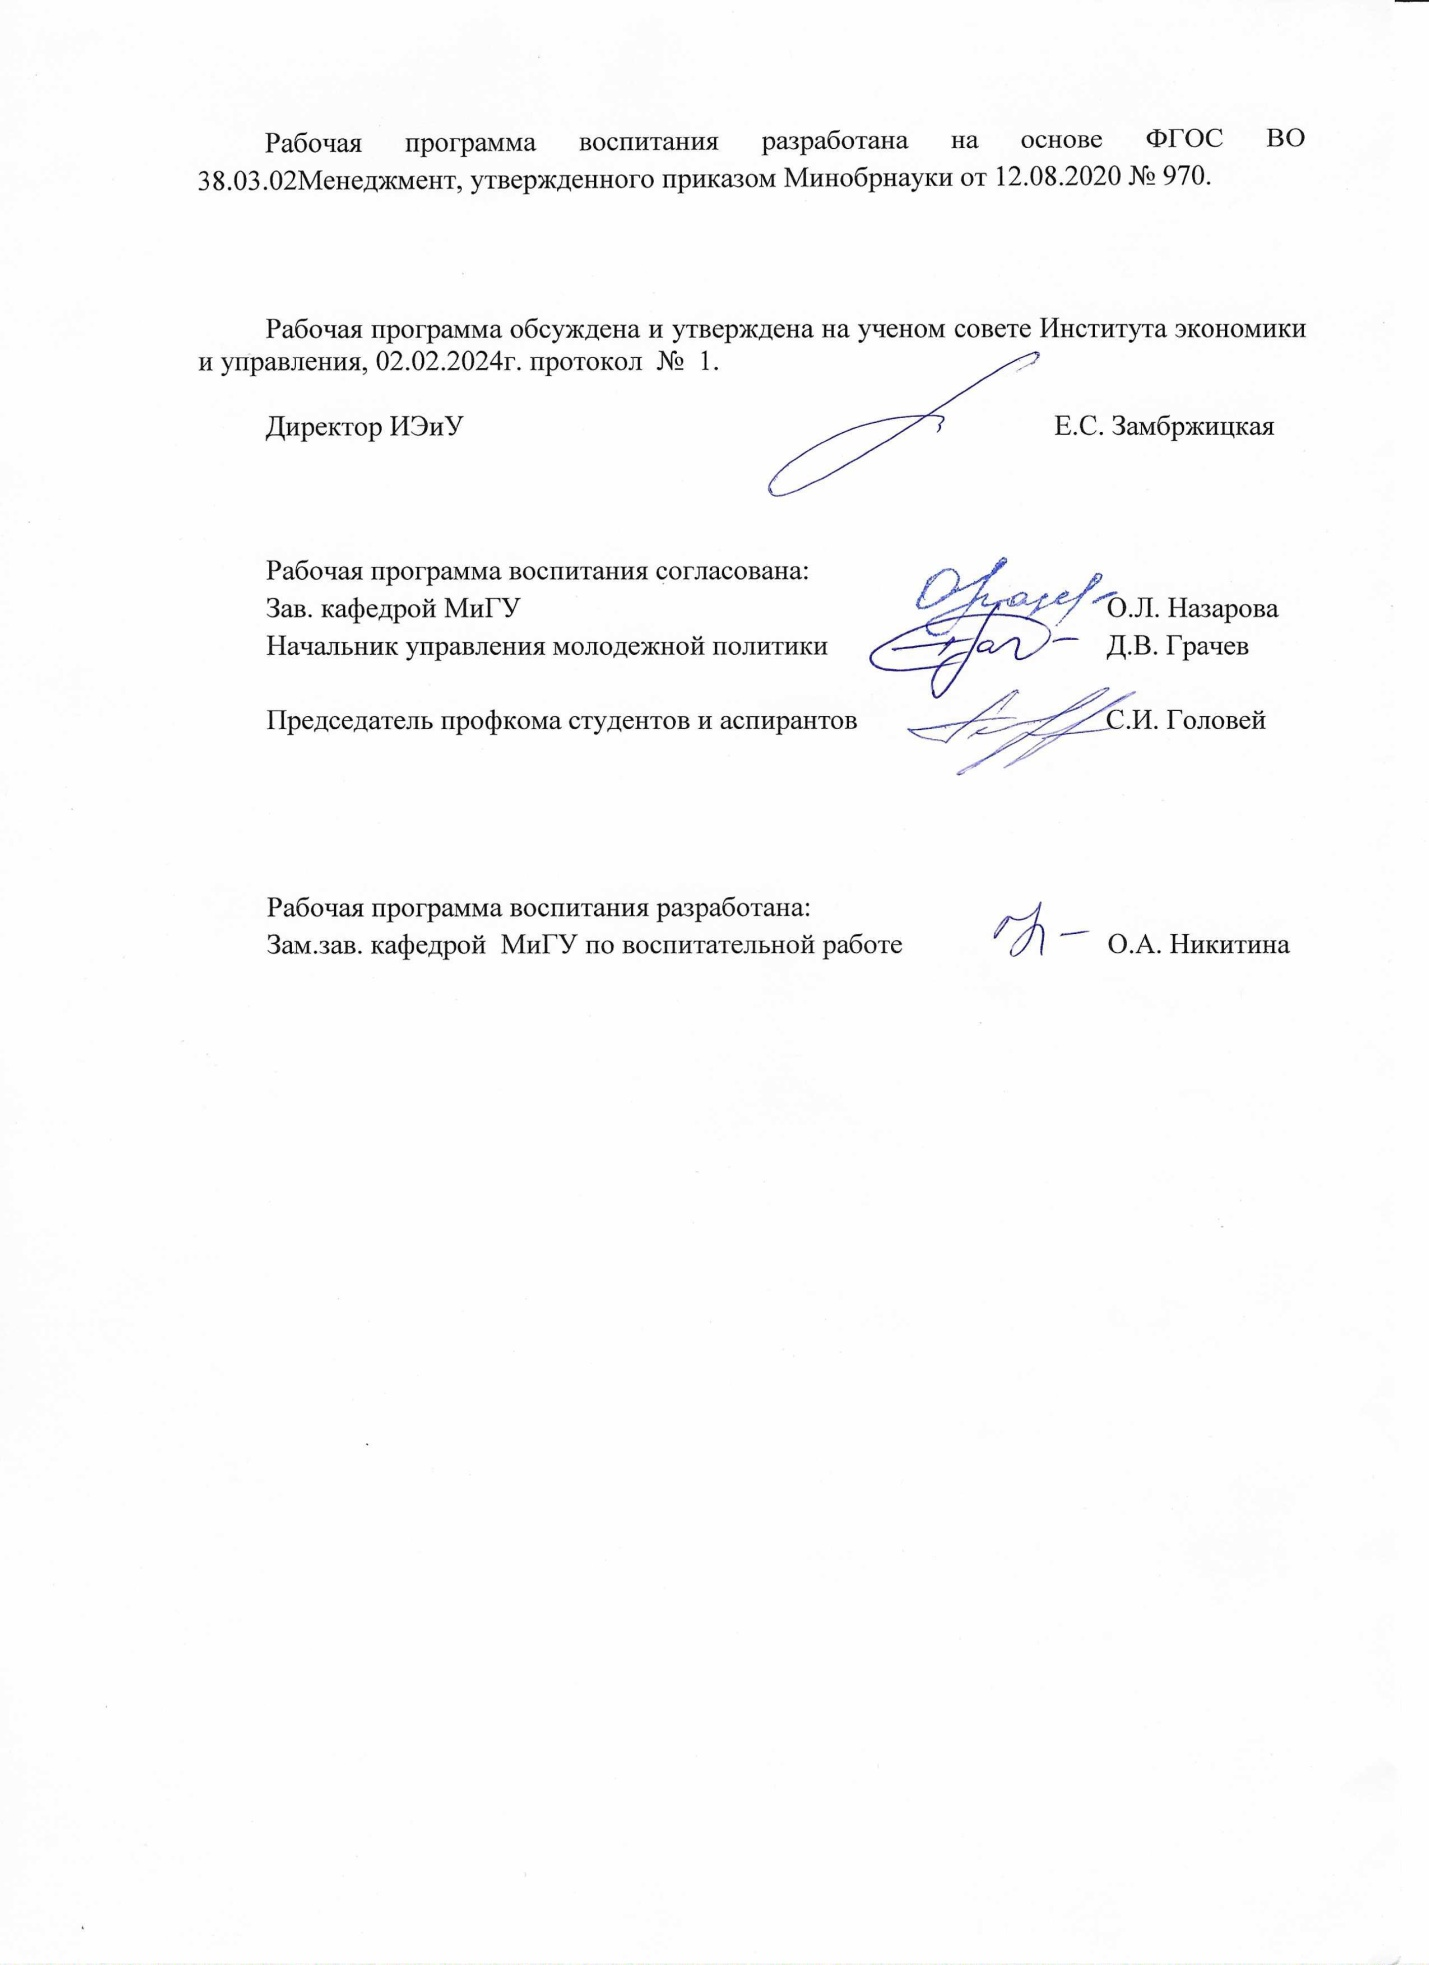 Рабочая программа воспитания разработана на основе ФГОС ВО
38.03.02Менеджмент, утвержденного приказом Минобрнауки от 12.08.2020 № 970.
Рабочая программа обсуждена и утверждена на ученом совете Института экономики
и управления, 02.02.2024г. протокол № 1.
Директор ИЭиУ Е.С. Замбржицкая
Рабочая программа воспитания согласована:
Зав. кафедрой МиГУ О.Л. Назарова
Начальник управления молодежной политики Д.В. Грачев
Председатель профкома студентов и аспирантов С.И. Головей
Рабочая программа воспитания разработана:
Зам.зав. кафедрой МиГУ по воспитательной работе О.А. Никитина